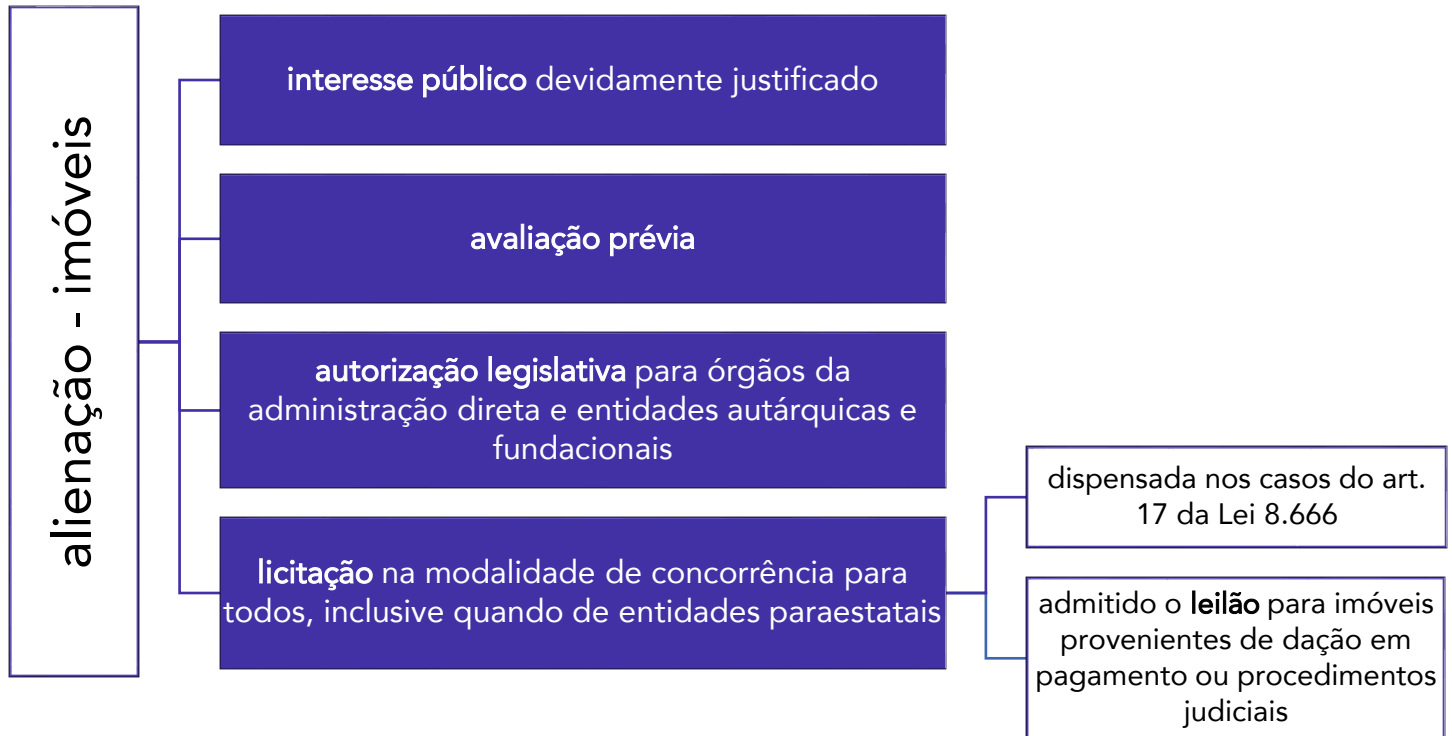 alienação - imóveis
interesse público devidamente justificado
avaliação prévia
autorização legislativa para órgãos da
administração direta e entidades autárquicas e
fundacionais
licitação na modalidade de concorrência para
todos, inclusive quando de entidades paraestatais
dispensada nos casos do art.
17 da Lei 8.666
admitido o leilão para imóveis
provenientes de dação em
pagamento ou procedimentos
judiciais